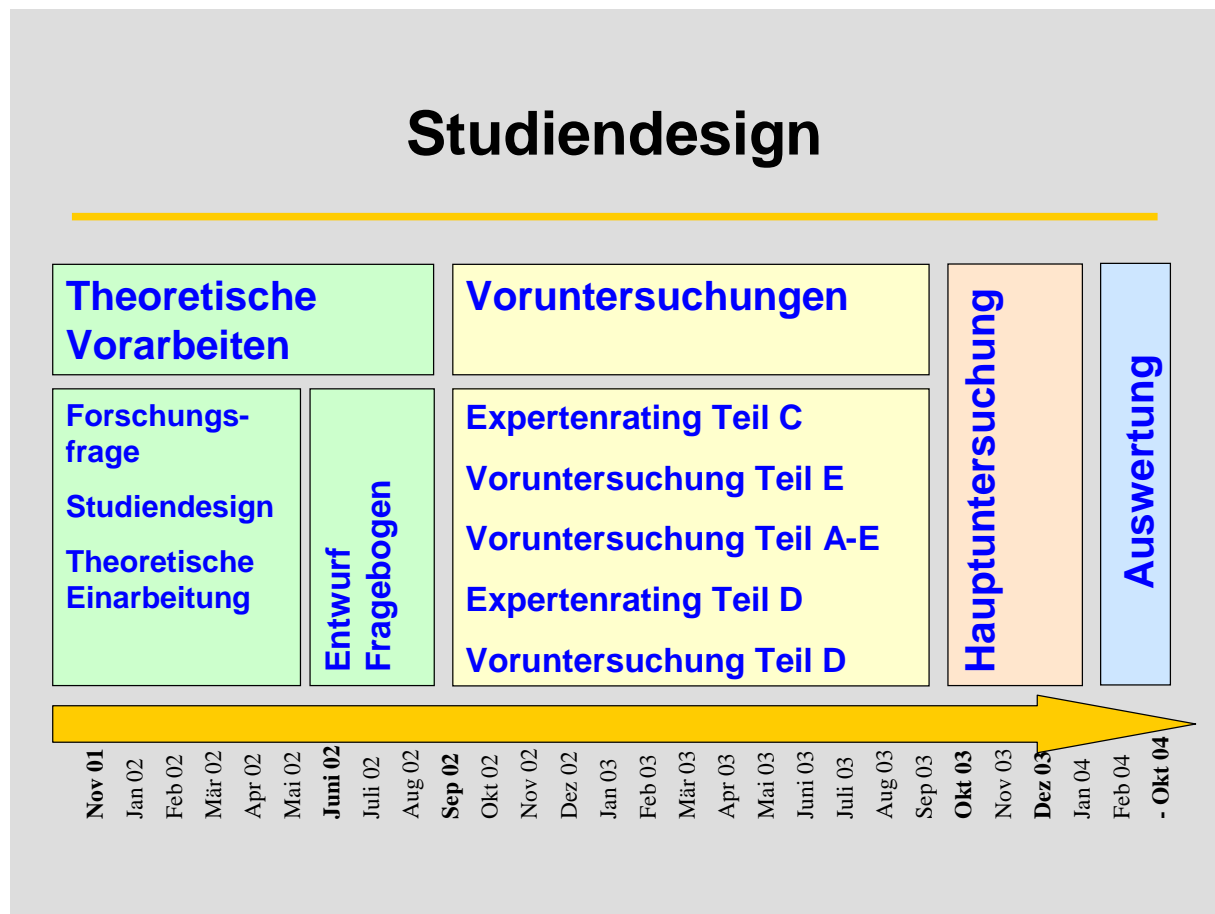 Studiendesign
Theoretische
Vorarbeiten
Voruntersuchungen
Hauptuntersuchung
Auswertung
Forschungs-
frage
Studiendesign
Theoretische
Einarbeitung
Entwurf
Fragebogen
Expertenrating Teil C
Voruntersuchung Teil E
Voruntersuchung Teil A-E
Expertenrating Teil D
Voruntersuchung Teil D
Nov 01
Jan 02
Feb 02
Mär 02
Apr 02
Mai 02
Juni 02
Juli 02
Aug 02
Sep 02
Okt 02
Nov 02
Dez 02
Jan 03
Feb 03
Mär 03
Apr 03
Mai 03
Juni 03
Juli 03
Aug 03
Sep 03
Okt 03
Nov 03
Dez 03
Jan 04
Feb 04
- Okt 04